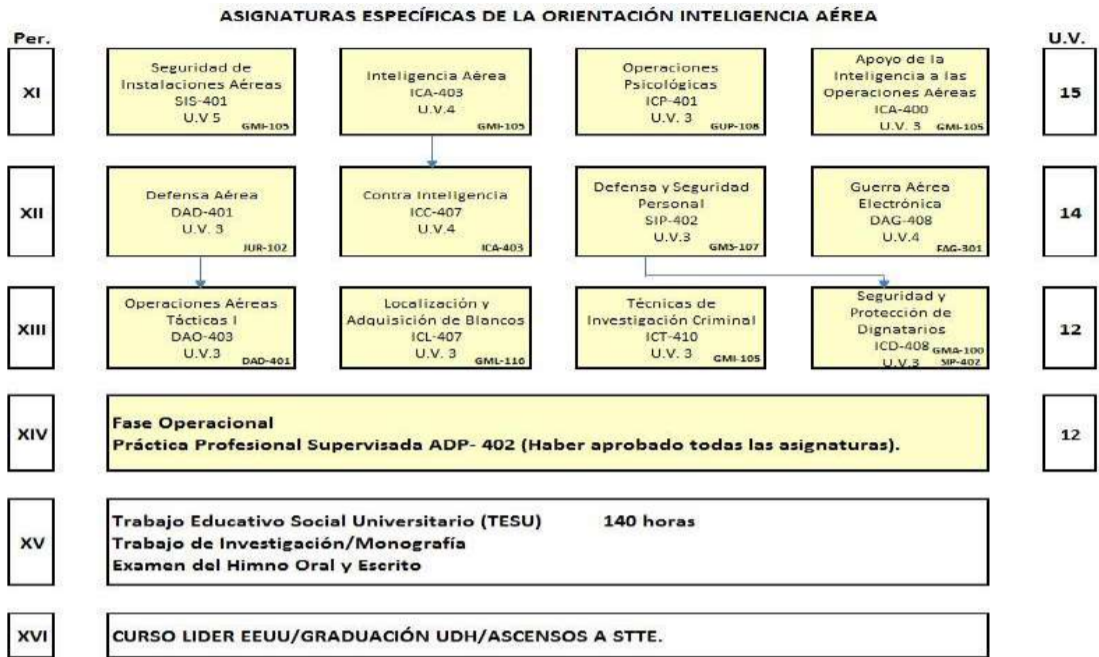 ASIGNATURAS ESPECÍFICAS DE LA ORIENTACIÓN INTELIGENCIA AÉREA
Per.
U.V.
XI
Seguridad de
Instalaciones Aéreas
SIS-401
U.V 5
GMI-105
Inteligencia Aérea
ICA-403
U.V.4
GMI-105
Operaciones
Psicológicas
ICP-401
U.V. 3
GUP-108
Apoyo de la
Inteligencia a las
Operaciones Aéreas
ICA-400
U.V. 3 GMI-105
15
XII
Defensa Aérea
DAD-401
U.V. 3
JUR-102
Contra Inteligencia
ICC-407
U.V.4
ICA-403
Defensa y Seguridad
Personal
SIP-402
U.V.3
GMS-107
Guerra Aérea
Electrónica
DAG-408
U.V.4
FAG-301
14
XIII
Operaciones Aéreas
Tácticas I
DAO-403
U.V.3
DAD-401
Localización y
Adquisición de Blancos
ICL-407
U.V. 3
GML-116
Técnicas de
Investigación Criminal
ICT-410
U.V. 3
GMI-105
Seguridad y
Protección de
Dignatarios
ICD-408 GMA-100
U.V.3 SIP-402
12
XIV
Fase Operacional
Práctica Profesional Supervisada ADP- 402 (Haber aprobado todas las asignaturas).
12
XV
Trabajo Educativo Social Universitario (TESU) 140 horas
Trabajo de Investigación/Monografía
Examen del Himno Oral y Escrito
XVI
CURSO LIDER EEUU/GRADUACIÓN UDH/ASCENSOS A STTE.